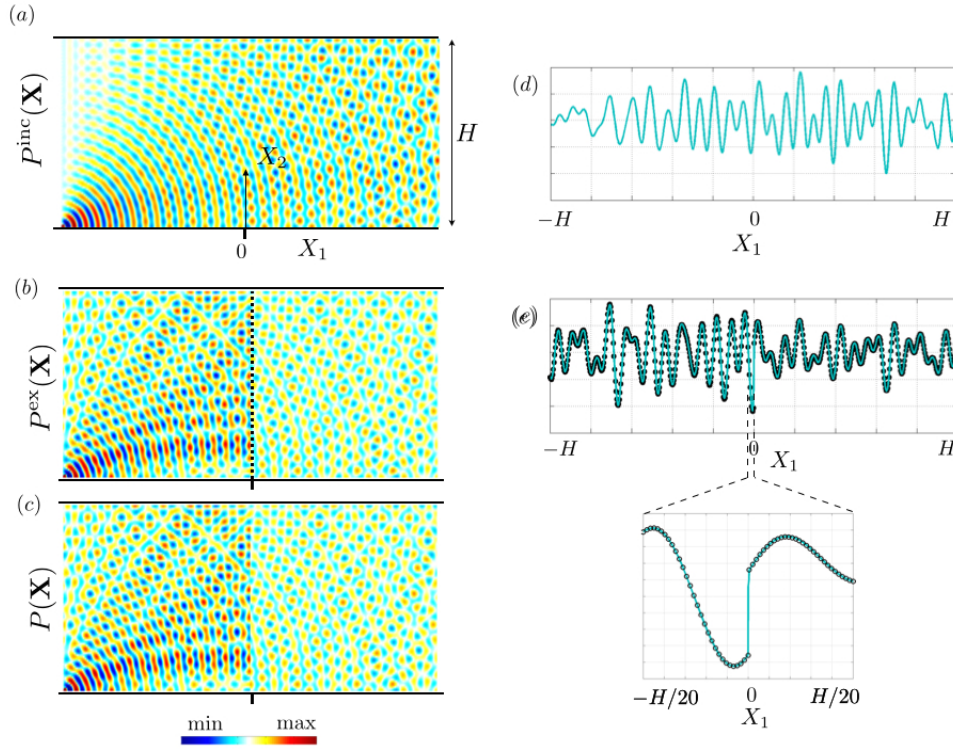 (a)
P^inc(X)
X_2
H
0
X_1
(b)
P^ex(X)
(c)
P(X)
min
max
(d)
−H
0
H
X_1
−H
0
H
X_1
−H/20
0
H/20
X_1